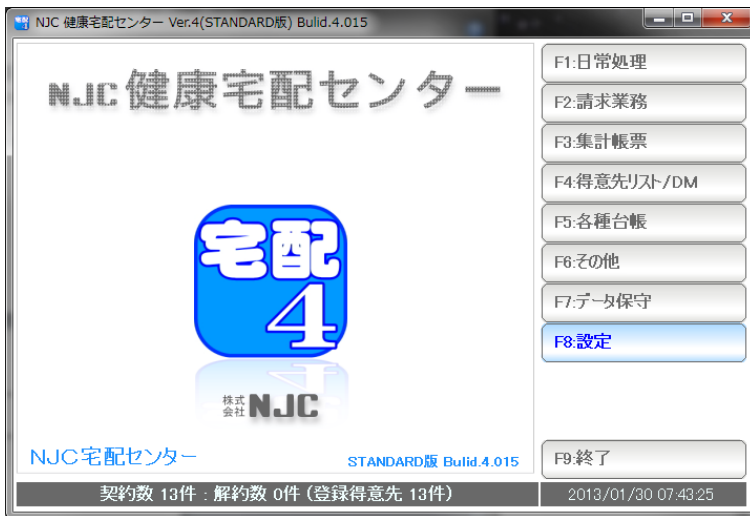 NJC 健康宅配センター Ver.4(STANDARD版) Bulid.4.015
NJC健康宅配センター
宅配
4
株式会社NJC
NJC宅配センター
STANDARD版 Bulid.4.015
F1:日常処理
F2:請求業務
F3:集計帳票
F4:得意先リスト/DM
F5:各種台帳
F6:その他
F7:データ保守
F8:設定
F9:終了
契約数 13件 : 解約数 0件 (登録得意先 13件)
2013/01/30 07:43:25